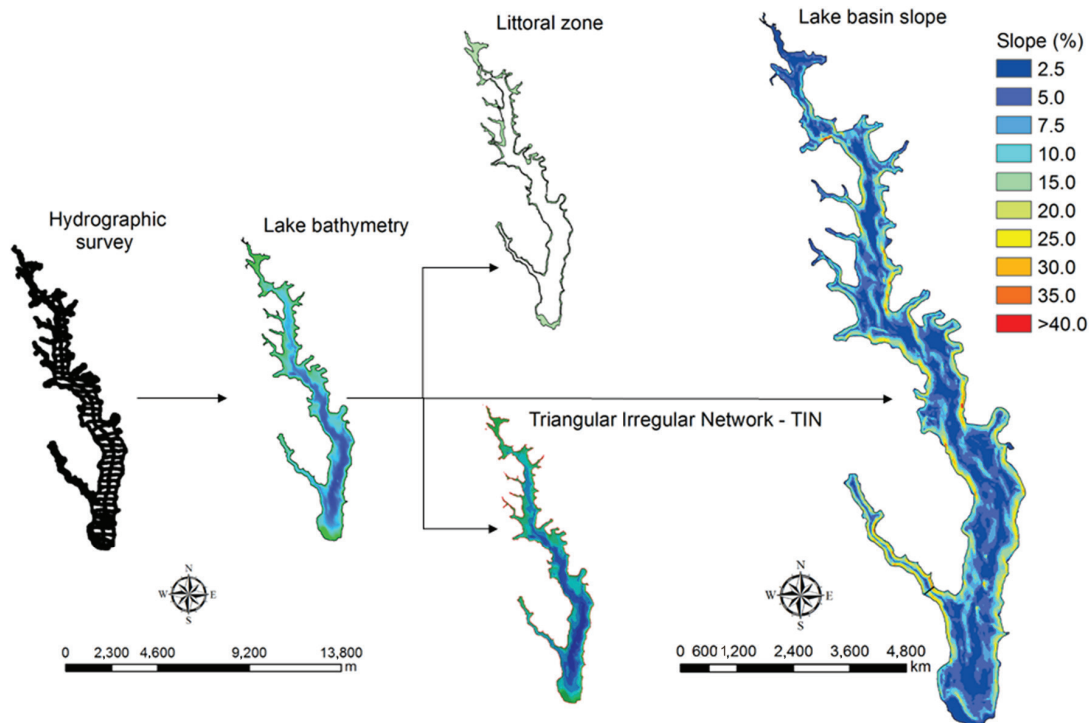 Littoral zone
Lake basin slope
Slope (%)
2.5
5.0
7.5
10.0
15.0
20.0
25.0
30.0
35.0
>40.0
Hydrographic
survey
Lake bathymetry
Triangular Irregular Network - TIN
N
W E
S
0 2,300 4,600 9,200 13,800
m
N
W E
S
0 600 1,200 2,400 3,600 4,800
km